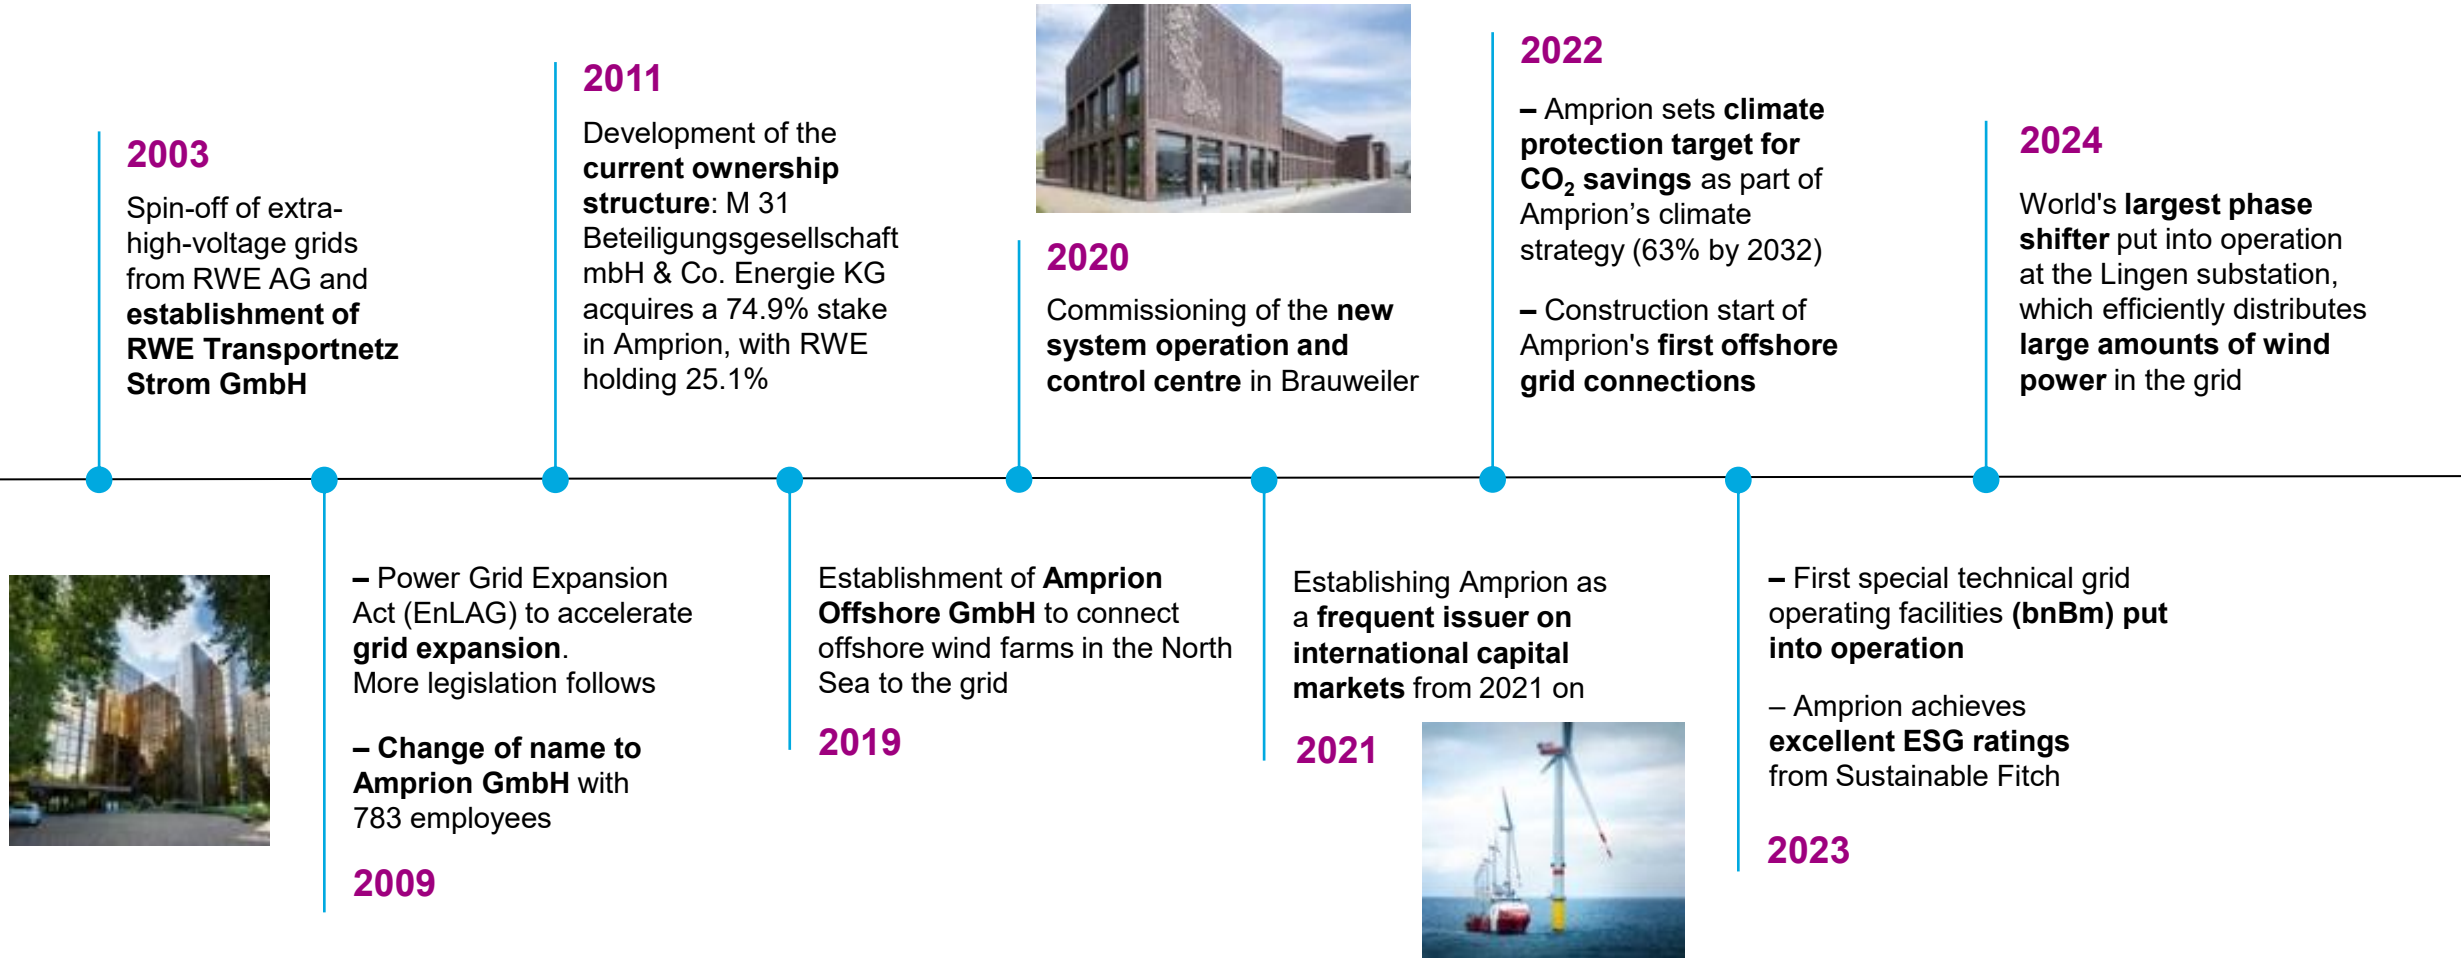 2003
Spin-off of extra-
high-voltage grids
from RWE AG and
establishment of
RWE Transportnetz
Strom GmbH
– Power Grid Expansion
Act (EnLAG) to accelerate
grid expansion.
More legislation follows
– Change of name to
Amprion GmbH with
783 employees
2009
2011
Development of the
current ownership
structure: M 31
Beteiligungsgesellschaft
mbH & Co. Energie KG
acquires a 74.9% stake
in Amprion, with RWE
holding 25.1%
Establishment of Amprion
Offshore GmbH to connect
offshore wind farms in the North
Sea to the grid
2019
2020
Commissioning of the new
system operation and
control centre in Brauweiler
Establishing Amprion as
a frequent issuer on
international capital
markets from 2021 on
2021
2022
– Amprion sets climate
protection target for
CO₂ savings as part of
Amprion’s climate
strategy (63% by 2032)
– Construction start of
Amprion's first offshore
grid connections
– First special technical grid
operating facilities (bnBm) put
into operation
– Amprion achieves
excellent ESG ratings
from Sustainable Fitch
2023
2024
World's largest phase
shifter put into operation
at the Lingen substation,
which efficiently distributes
large amounts of wind
power in the grid